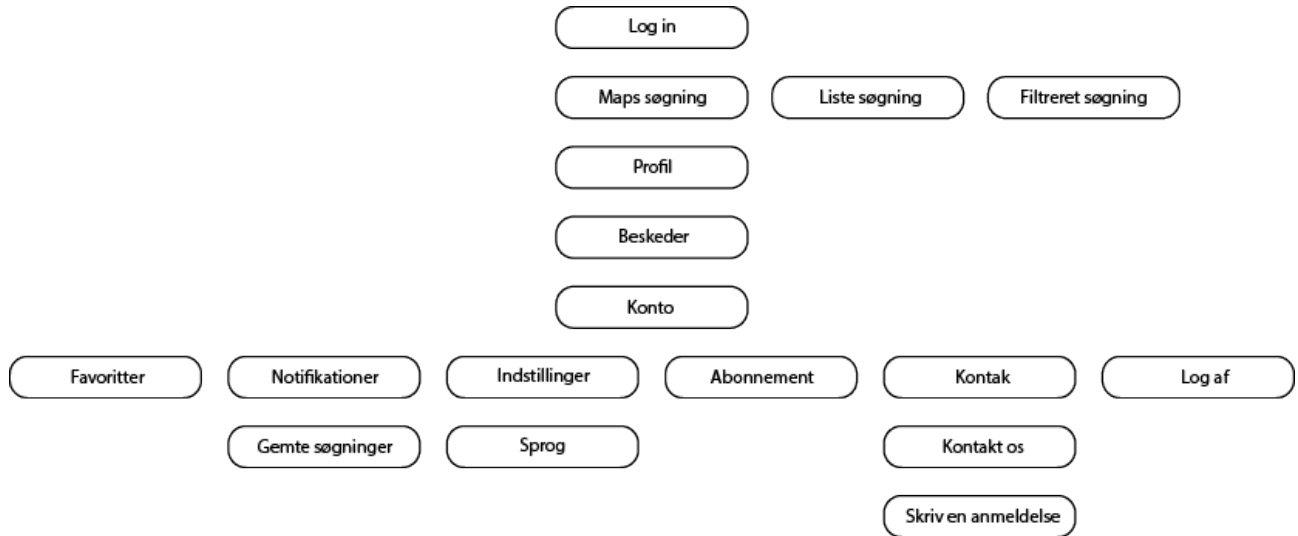 Log in
Maps søgning
Liste søgning
Filtreret søgning
Profil
Beskeder
Konto
Favoritter
Notifikationer
Indstillinger
Abonnement
Kontak
Log af
Gemte søgninger
Sprog
Kontakt os
Skriv en anmeldelse